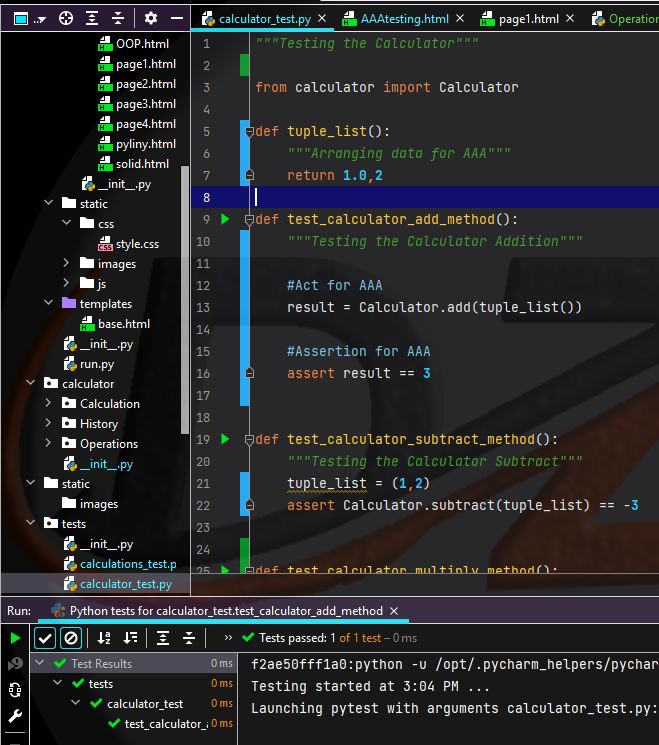 calculator_test.py
AAAtesting.html
page1.html
Operation
OOP.html
page1.html
page2.html
page3.html
page4.html
pyliny.html
solid.html
__init__.py
static
css
style.css
images
js
templates
base.html
__init__.py
run.py
calculator
Calculation
History
Operations
__init__.py
static
images
tests
__init__.py
calculations_test.p
calculator_test.py
1 """Testing the Calculator"""
2
3 from calculator import Calculator
4
5 def tuple_list():
6 """Arranging data for AAA"""
7 return 1.0,2
8
9 def test_calculator_add_method():
10 """Testing the Calculator Addition"""
11
12 #Act for AAA
13 result = Calculator.add(tuple_list())
14
15 #Assertion for AAA
16 assert result == 3
17
18
19 def test_calculator_subtract_method():
20 """Testing the Calculator Subtract"""
21 tuple_list = (1,2)
22 assert Calculator.subtract(tuple_list) == -3
23
24
25 def test_calculator_multiply_method():
Run: Python tests for calculator_test.test_calculator_add_method
Tests passed: 1 of 1 test – 0 ms
Test Results 0 ms
tests 0 ms
calculator_test 0 ms
test_calculator_a 0 ms
f2ae50fff1a0:python -u /opt/.pycharm_helpers/pychar
Testing started at 3:04 PM ...
Launching pytest with arguments calculator_test.py: